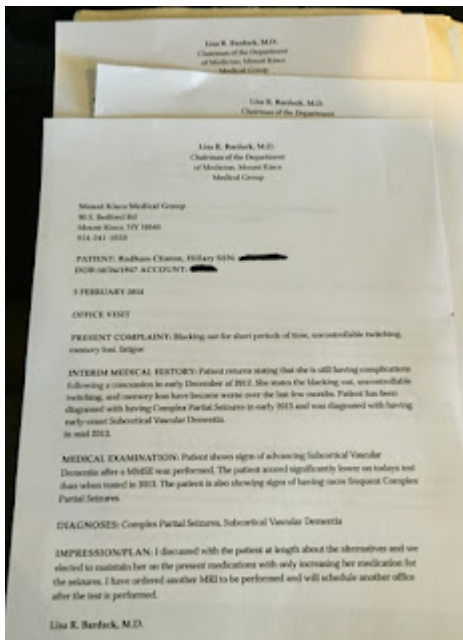 Lisa R. Bardack, M.D.
Chairman of the Department
of Medicine, Mount Kisco
Medical Group
Lisa R. Bardack, M.D.
Chairman of the Department
Lisa R. Bardack, M.D.
Chairman of the Department
of Medicine, Mount Kisco
Medical Group
Mount Kisco Medical Group
90 S. Bedford Rd
Mount Kisco, NY
914-241-1050
PATIENT: Rodham Clinton, Hillary SSN:
DOB:10/26/1947 ACCOUNT:
5 FEBRUARY 2014
OFFICE VISIT
PRESENT COMPLAINT: Blacking out for short periods of time, uncontrollable twitching,
memory loss, fatigue
INTERIM MEDICAL HISTORY: Patient returns stating that she is still having complications
following a concussion in early December of 2012. She states the blacking out, uncontrollable
twitching, and memory loss have become worse over the last few months. Patient has been
diagnosed with having Complex Partial Seizures in early 2013 and was diagnosed with having
early-onset Subcortical Vascular Dementia
in mid 2013.
MEDICAL EXAMINATION: Patient shows signs of advancing Subcortical Vascular
Dementia after a MMSE was performed. The patient scored significantly lower on todays test
than when tested in 2013. The patient is also showing signs of having more frequent Complex
Partial Seizures.
DIAGNOSES: Complex Partial Seizures, Subcortical Vascular Dementia
IMPRESSION/PLAN: I discussed with the patient at length about the alternatives and we
elected to maintain her on the present medications with only increasing her medication for
the seizures. I have ordered another MRI to be performed and will schedule another office
after the test is performed.
Lisa R. Bardack, M.D.